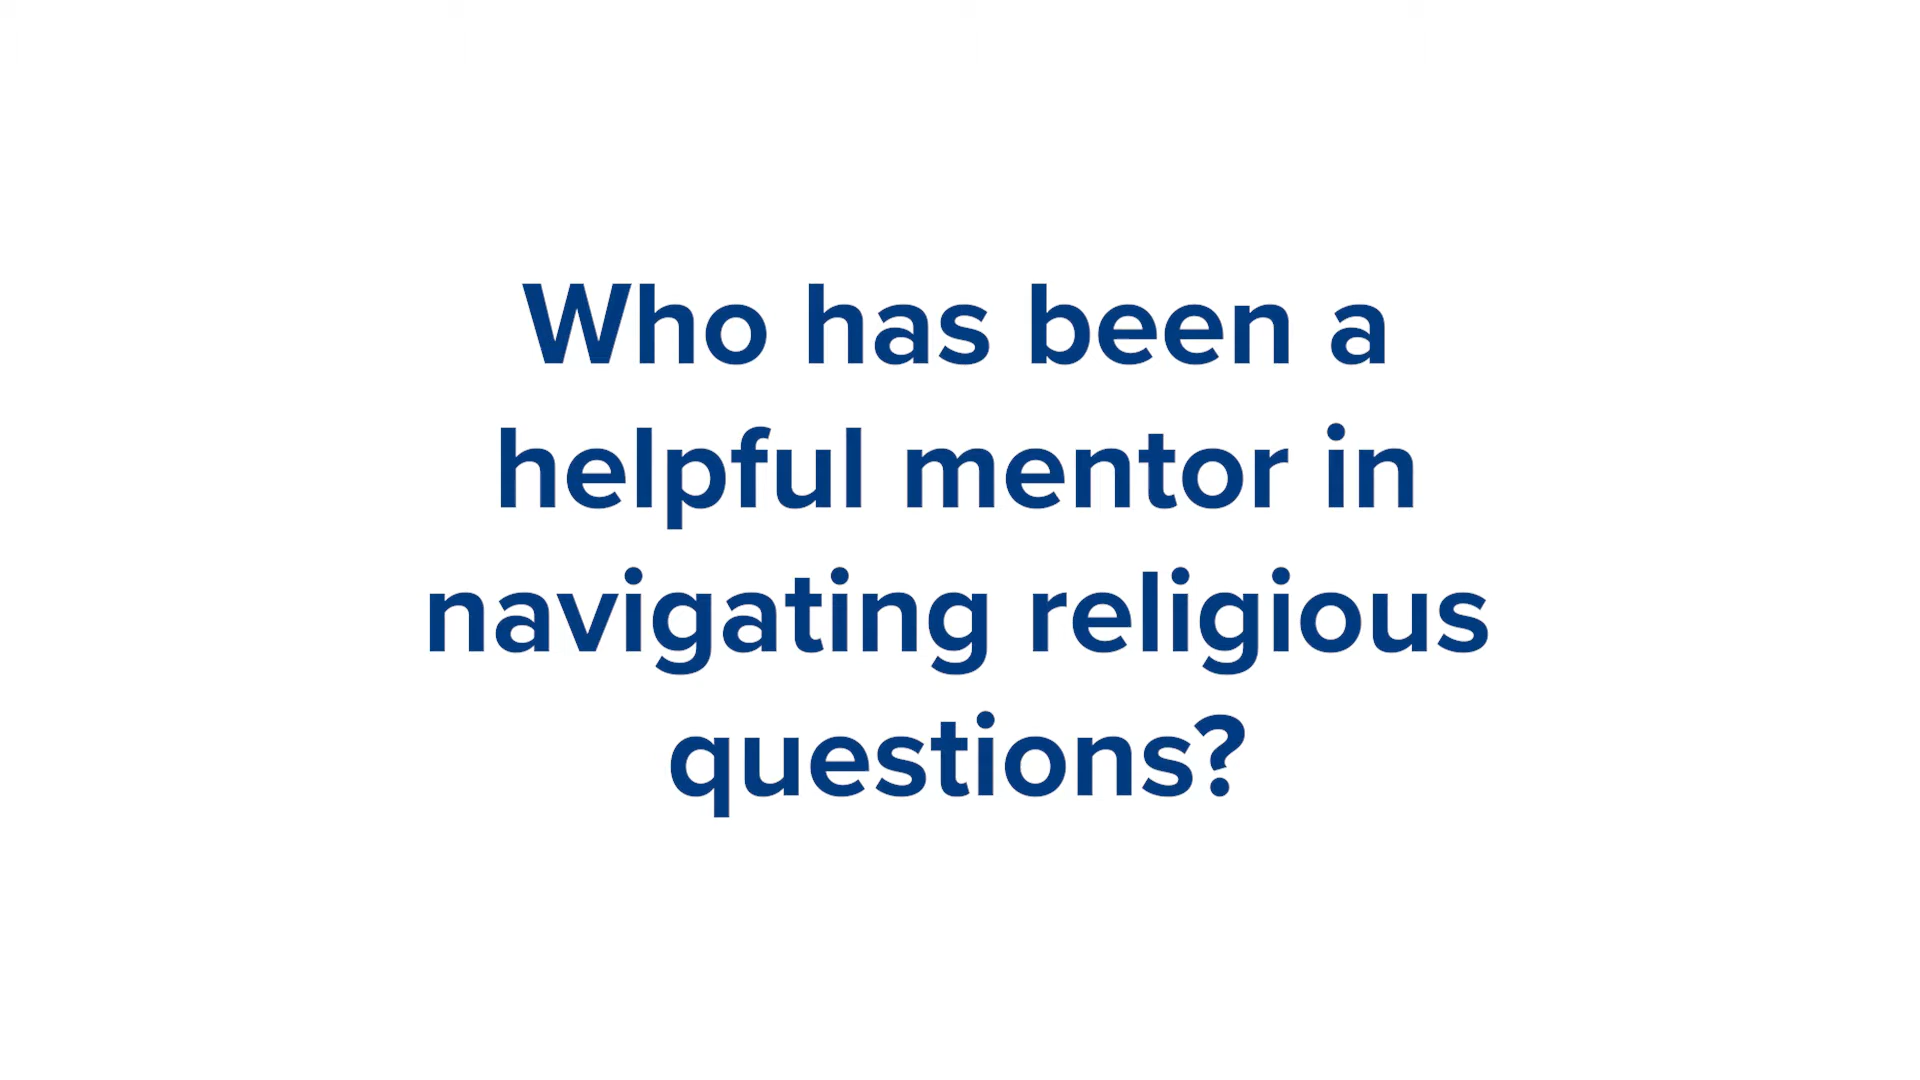 Who has been a
helpful mentor in
navigating religious
questions?